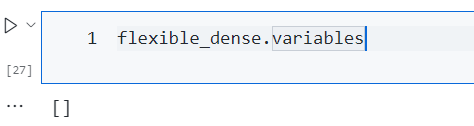 1 flexible_dense.variables
[27]
... []